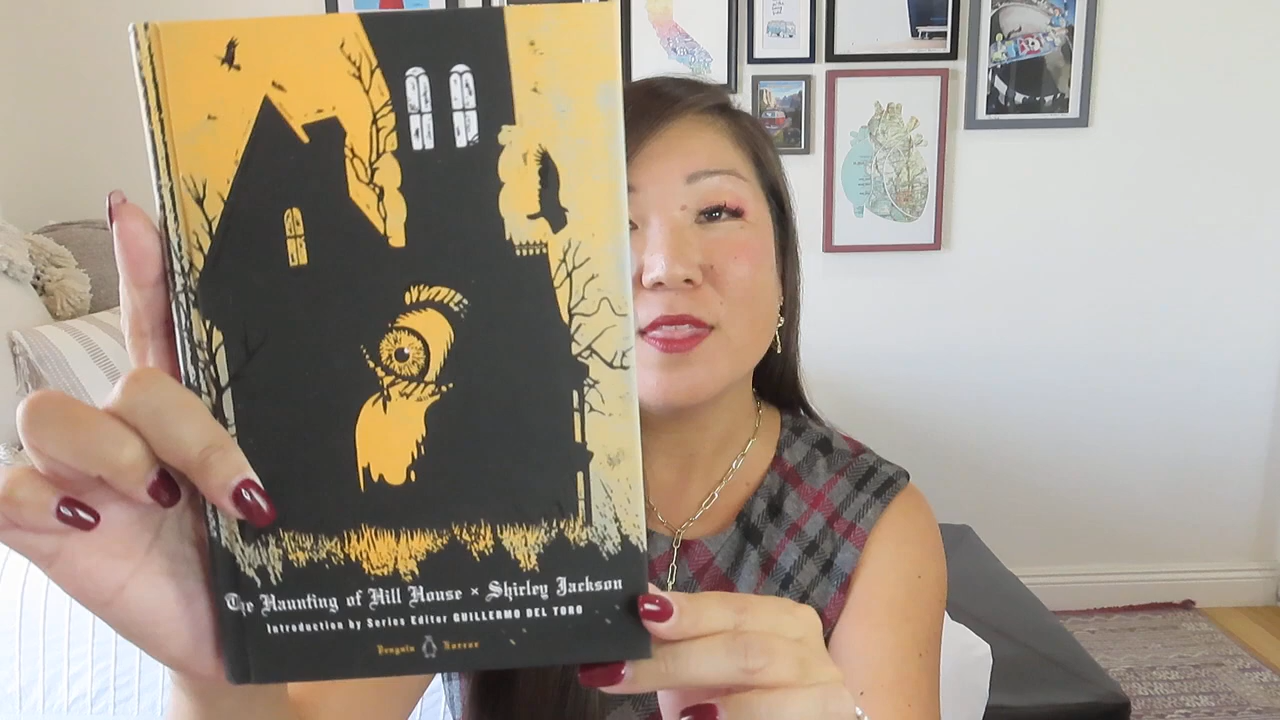 The Haunting of Hill House × Shirley Jackson
Introduction by Series Editor GUILLERMO DEL TORO
Penguin Horror